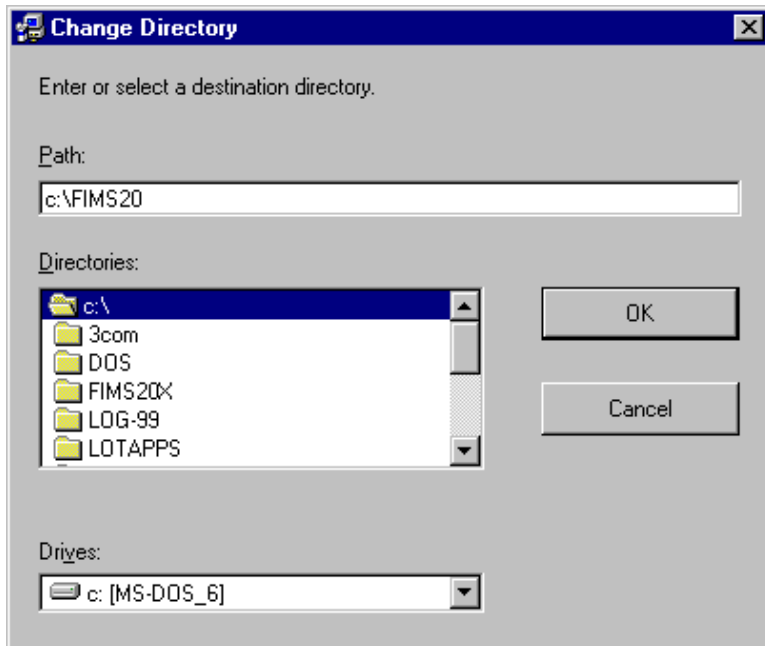 Change Directory
Enter or select a destination directory.
Path:
c:\FIMS20
Directories:
c:\
3com
DOS
FIMS20X
LOG-99
LOTAPPS
OK
Cancel
Drives:
c: [MS-DOS_6]